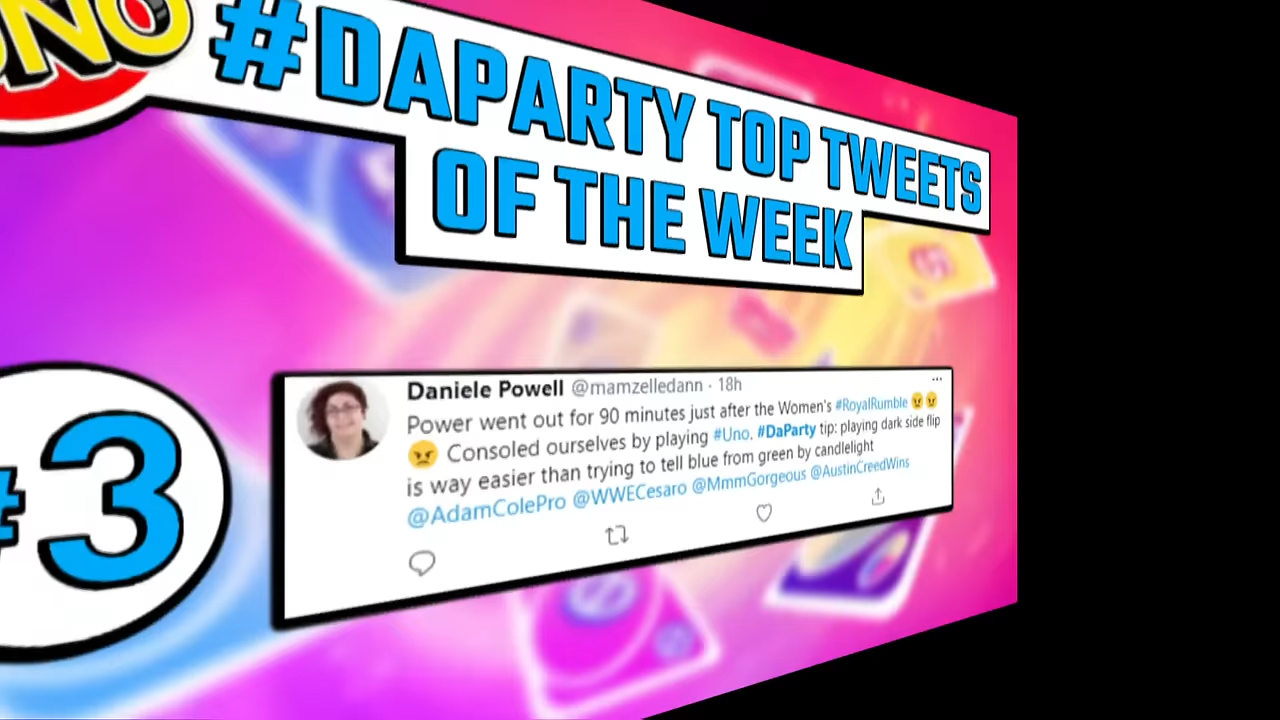 UNO
#DAPARTY TOP TWEETS
OF THE WEEK
#3
Daniele Powell @mamzelledann · 18h
Power went out for 90 minutes just after the Women's #RoyalRumble 😠😠
😠 Consoled ourselves by playing #Uno. #DaParty tip: playing dark side flip
is way easier than trying to tell blue from green by candlelight
@AdamColePro @WWECesaro @MmmGorgeous @AustinCreedWins